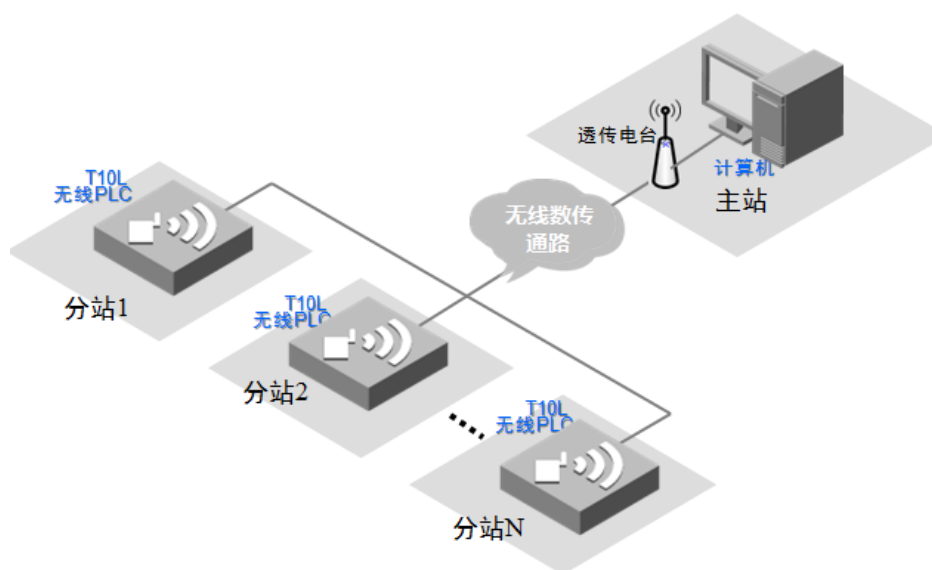 透传电台
计算机
主站
T10L
无线PLC
无线数传
通路
分站1
T10L
无线PLC
分站2
T10L
无线PLC
分站N